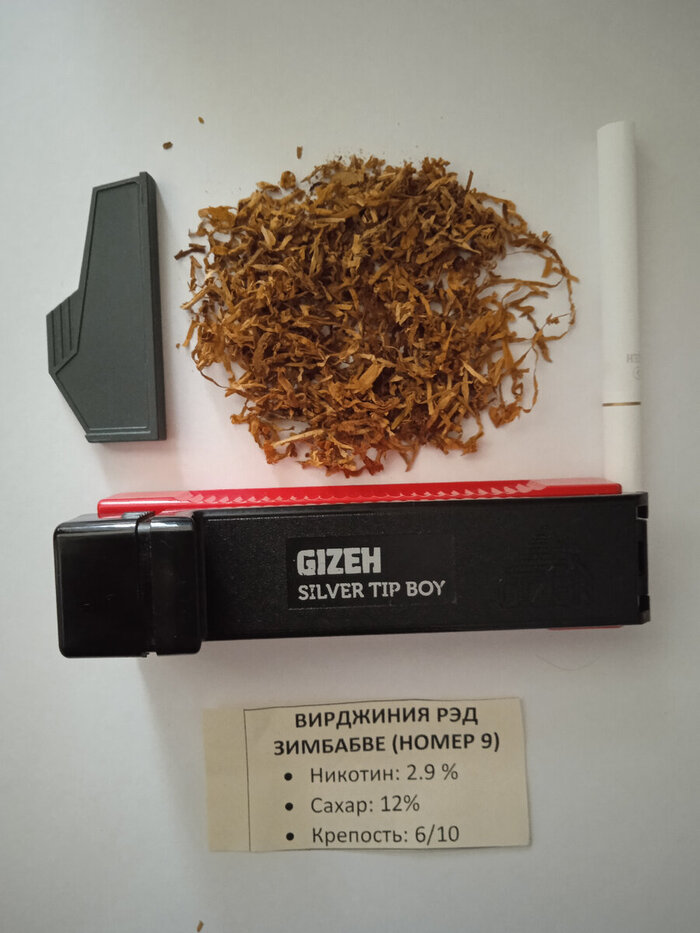 GIZEH
SILVER TIP BOY
ВИРДЖИНИЯ РЭД
ЗИМБАБВЕ (НОМЕР 9)
• Никотин: 2.9 %
• Сахар: 12%
• Крепость: 6/10